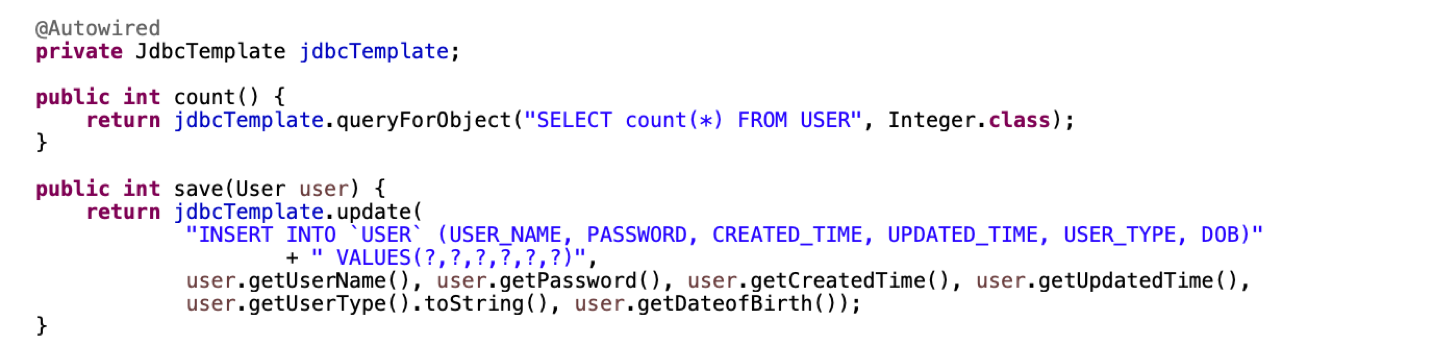 @Autowired
private JdbcTemplate jdbcTemplate;
public int count() {
return jdbcTemplate.queryForObject("SELECT count(*) FROM USER", Integer.class);
}
public int save(User user) {
return jdbcTemplate.update(
"INSERT INTO `USER` (USER_NAME, PASSWORD, CREATED_TIME, UPDATED_TIME, USER_TYPE, DOB)"
+ " VALUES(?,?,?,?,?,?)",
user.getUserName(), user.getPassword(), user.getCreatedTime(), user.getUpdatedTime(),
user.getUserType().toString(), user.getDateofBirth());
}